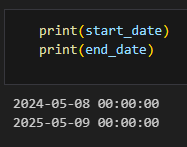 print(start_date)
print(end_date)
2024-05-08 00:00:00
2025-05-09 00:00:00